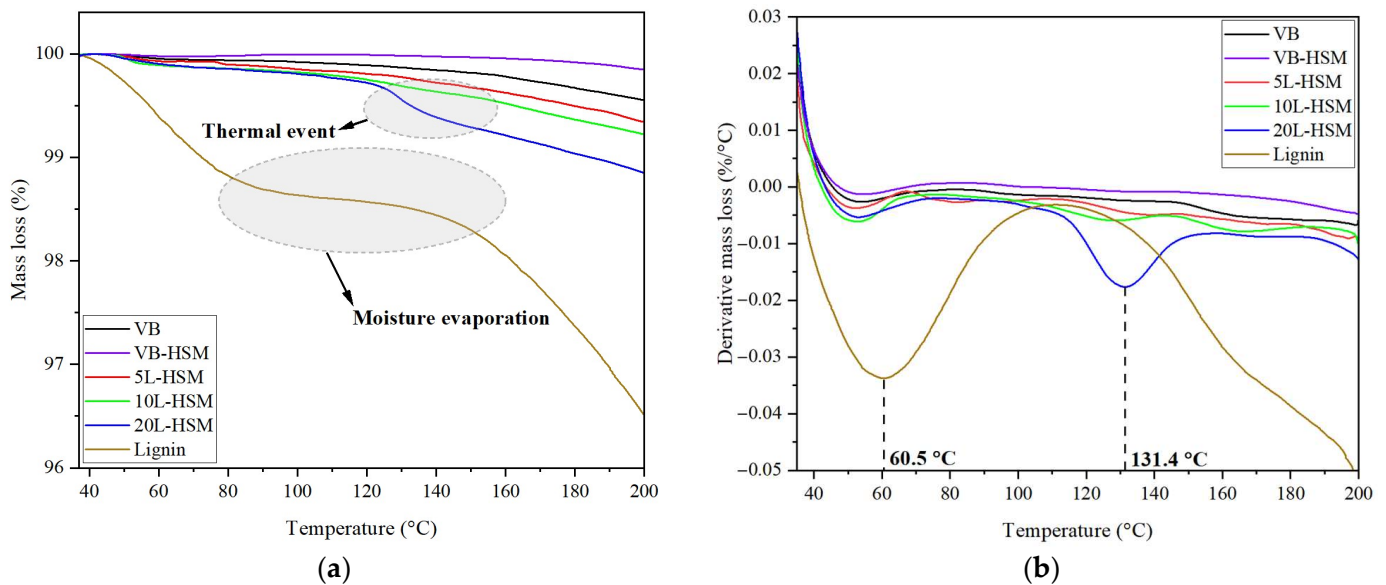 100
99
98
97
96
Mass loss (%)
Thermal event
Moisture evaporation
VB
VB-HSM
5L-HSM
10L-HSM
20L-HSM
Lignin
40
60
80
100
120
140
160
180
200
Temperature (°C)
(a)
0.03
0.02
0.01
0.00
−0.01
−0.02
−0.03
−0.04
−0.05
Derivative mass loss (%/°C)
VB
VB-HSM
5L-HSM
10L-HSM
20L-HSM
Lignin
60.5 °C
131.4 °C
40
60
80
100
120
140
160
180
200
Temperature (°C)
(b)